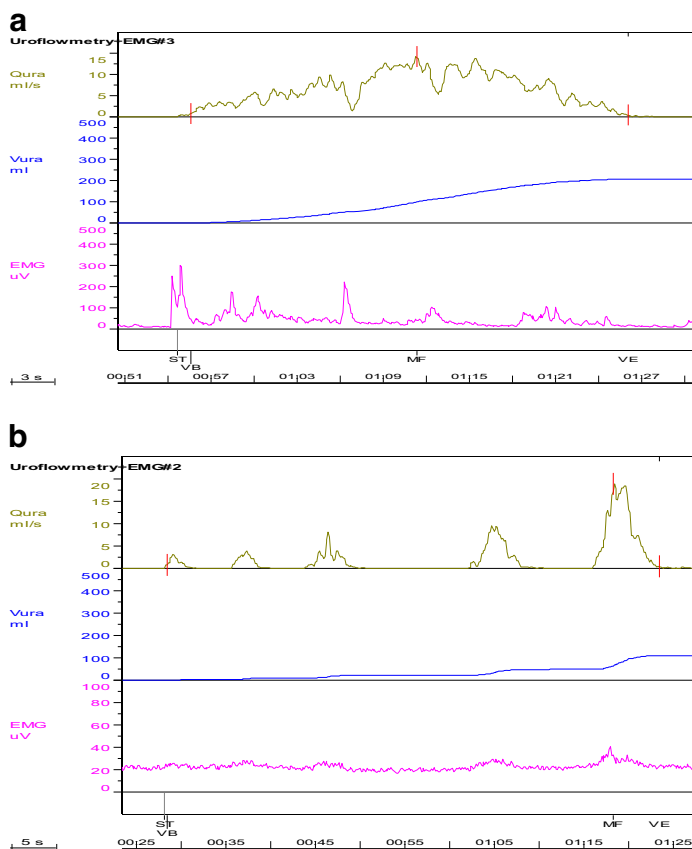 a
Uroflowmetry+EMG#3
Qura
ml/s
15
10
5
0
Vura
ml
500
400
300
200
100
0
EMG
uV
500
400
300
200
100
0
ST
VB
MF
VE
3 s
00:51 00:57 01:03 01:09 01:15 01:21 01:27
b
Uroflowmetry+EMG#2
Qura
ml/s
20
15
10
5
0
Vura
ml
500
400
300
200
100
0
EMG
uV
100
80
60
40
20
0
ST
VB
MF
VE
5 s
00:25 00:35 00:45 00:55 01:05 01:15 01:25